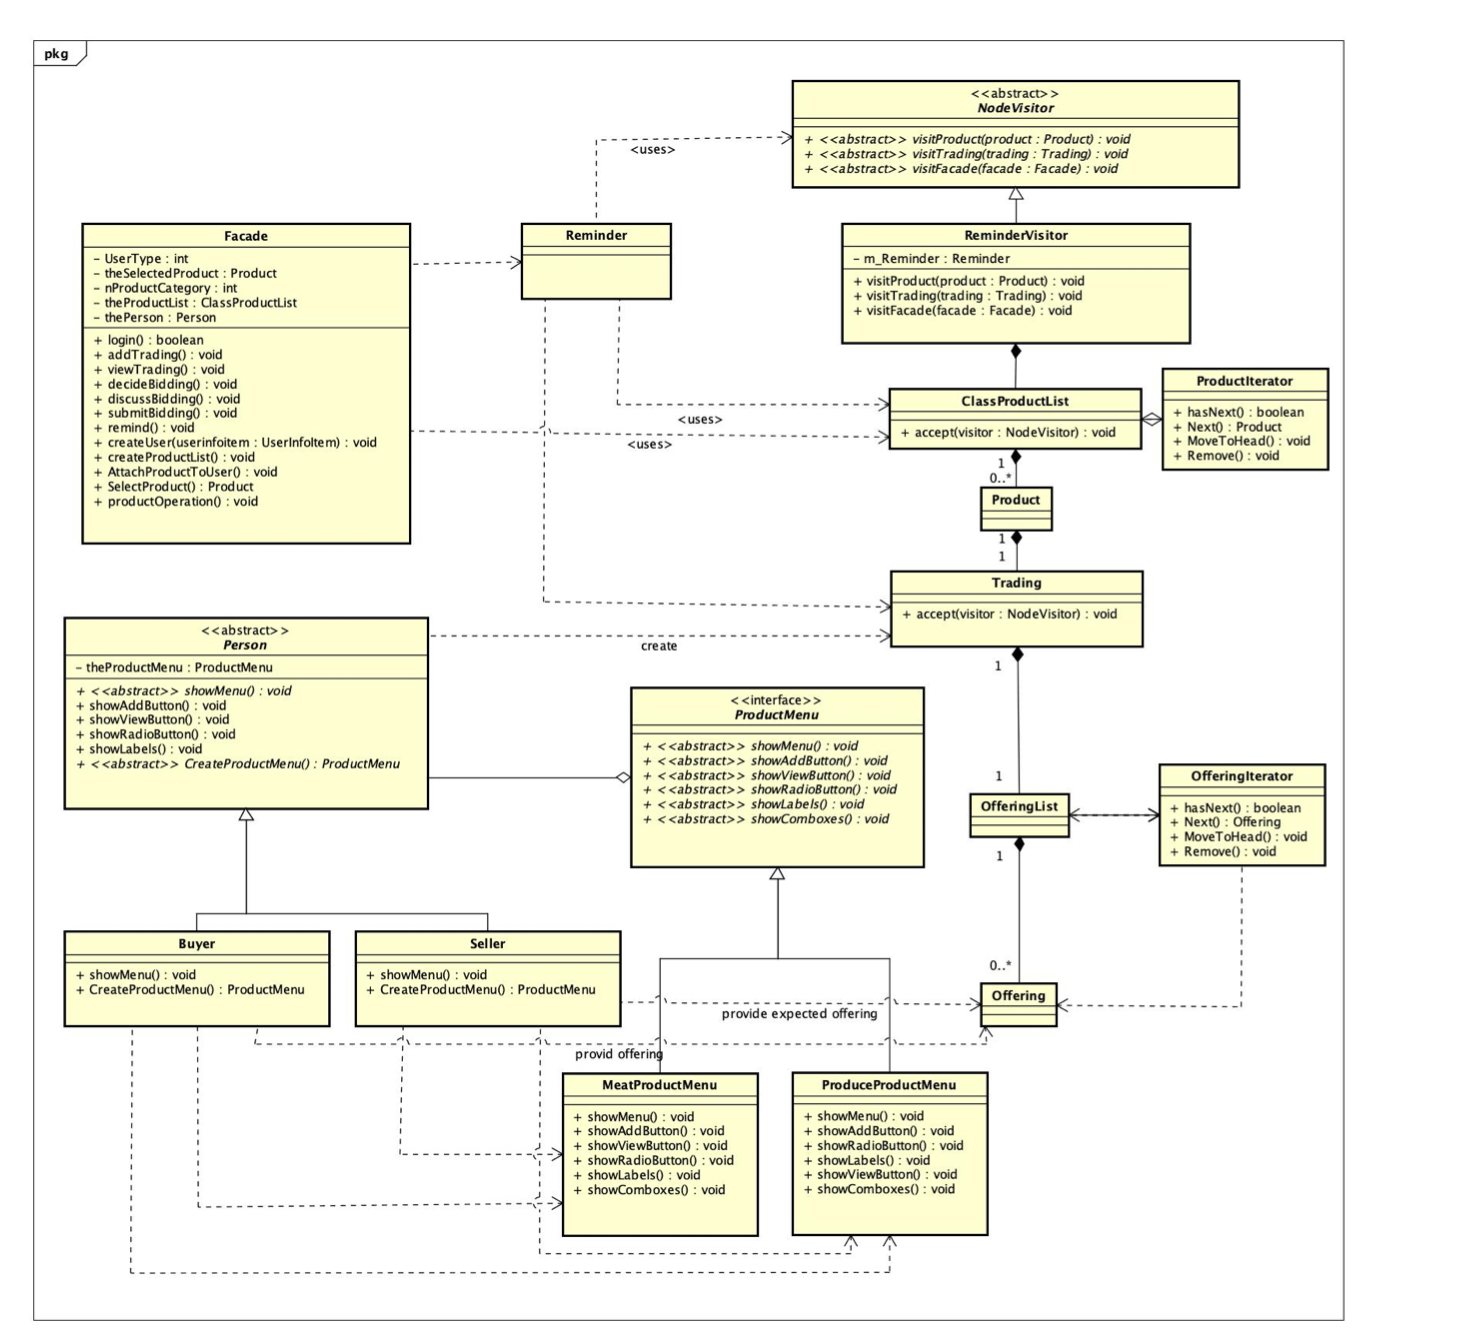 pkg
<<abstract>>
NodeVisitor
+ <<abstract>> visitProduct(product : Product) : void
+ <<abstract>> visitTrading(trading : Trading) : void
+ <<abstract>> visitFacade(facade : Facade) : void
<uses>
Facade
- UserType : int
- theSelectedProduct : Product
- nProductCategory : int
- theProductList : ClassProductList
- thePerson : Person
+ login() : boolean
+ addTrading() : void
+ viewTrading() : void
+ decideBidding() : void
+ discussBidding() : void
+ submitBidding() : void
+ remind() : void
+ createUser(userinfoitem : UserInfoItem) : void
+ createProductList() : void
+ AttachProductToUser() : void
+ SelectProduct() : Product
+ productOperation() : void
Reminder
ReminderVisitor
- m_Reminder : Reminder
+ visitProduct(product : Product) : void
+ visitTrading(trading : Trading) : void
+ visitFacade(facade : Facade) : void
ClassProductList
+ accept(visitor : NodeVisitor) : void
ProductIterator
+ hasNext() : boolean
+ Next() : Product
+ MoveToHead() : void
+ Remove() : void
<uses>
<uses>
1
0..*
Product
1
1
Trading
+ accept(visitor : NodeVisitor) : void
<<abstract>>
Person
- theProductMenu : ProductMenu
+ <<abstract>> showMenu() : void
+ showAddButton() : void
+ showViewButton() : void
+ showRadioButton() : void
+ showLabels() : void
+ <<abstract>> CreateProductMenu() : ProductMenu
create
1
<<interface>>
ProductMenu
+ <<abstract>> showMenu() : void
+ <<abstract>> showAddButton() : void
+ <<abstract>> showViewButton() : void
+ <<abstract>> showRadioButton() : void
+ <<abstract>> showLabels() : void
+ <<abstract>> showComboxes() : void
1
OfferingList
OfferingIterator
+ hasNext() : boolean
+ Next() : Offering
+ MoveToHead() : void
+ Remove() : void
1
0..*
Offering
Buyer
+ showMenu() : void
+ CreateProductMenu() : ProductMenu
Seller
+ showMenu() : void
+ CreateProductMenu() : ProductMenu
provide expected offering
provid offering
MeatProductMenu
+ showMenu() : void
+ showAddButton() : void
+ showViewButton() : void
+ showRadioButton() : void
+ showLabels() : void
+ showComboxes() : void
ProduceProductMenu
+ showMenu() : void
+ showAddButton() : void
+ showRadioButton() : void
+ showLabels() : void
+ showViewButton() : void
+ showComboxes() : void